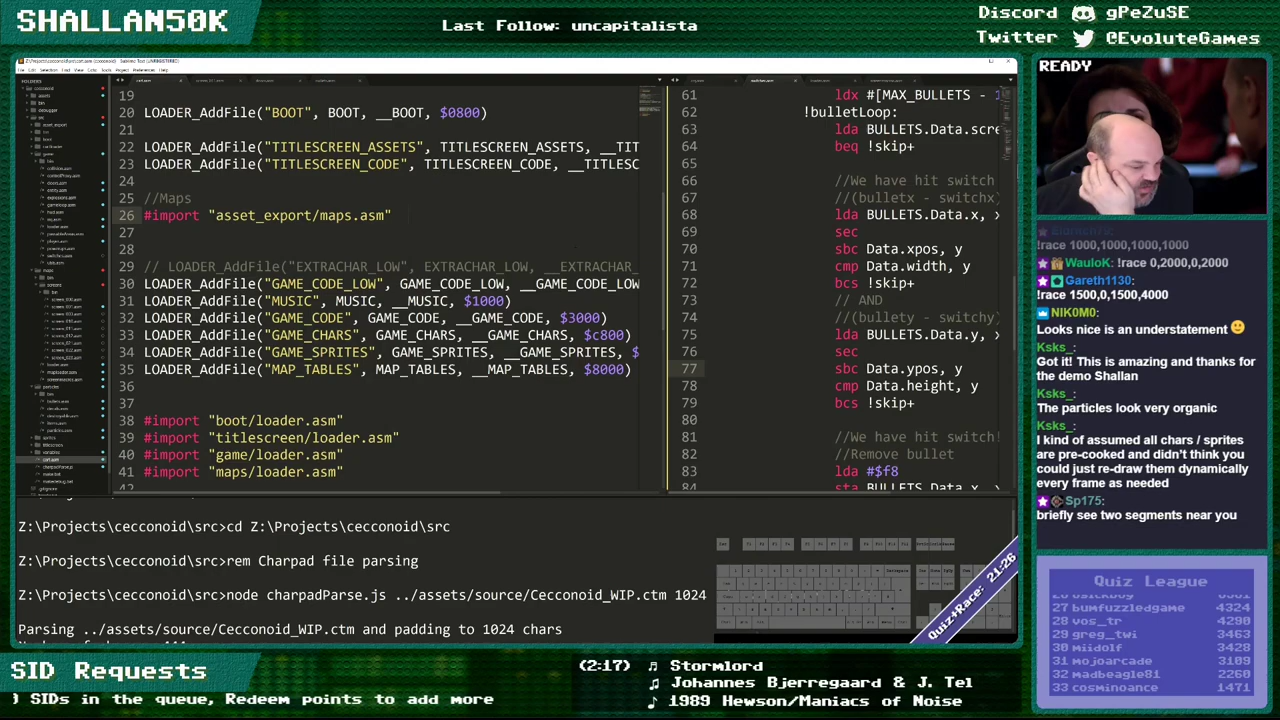 SHALLAN50K
Last Follow: uncapitalista
Discord gPeZuSE
Twitter @EvoluteGames
19
20 LOADER_AddFile("BOOT", BOOT, __BOOT, $0800)
21
22 LOADER_AddFile("TITLESCREEN_ASSETS", TITLESCREEN_ASSETS, __TIT
23 LOADER_AddFile("TITLESCREEN_CODE", TITLESCREEN_CODE, __TITLESC
24
25 //Maps
26 #import "asset_export/maps.asm"
27
28
29 // LOADER_AddFile("EXTRACHAR_LOW", EXTRACHAR_LOW, __EXTRACHAR_
30 LOADER_AddFile("GAME_CODE_LOW", GAME_CODE_LOW, __GAME_CODE_LOW
31 LOADER_AddFile("MUSIC", MUSIC, __MUSIC, $1000)
32 LOADER_AddFile("GAME_CODE", GAME_CODE, __GAME_CODE, $3000)
33 LOADER_AddFile("GAME_CHARS", GAME_CHARS, __GAME_CHARS, $c800)
34 LOADER_AddFile("GAME_SPRITES", GAME_SPRITES, __GAME_SPRITES, $
35 LOADER_AddFile("MAP_TABLES", MAP_TABLES, __MAP_TABLES, $8000)
36
37
38 #import "boot/loader.asm"
39 #import "titlescreen/loader.asm"
40 #import "game/loader.asm"
41 #import "maps/loader.asm"
42
61 ldx #[MAX_BULLETS - 1
62 !bulletLoop:
63 lda BULLETS.Data.scre
64 beq !skip+
65
66 //We have hit switch
67 //(bulletx - switchx)
68 lda BULLETS.Data.x, x
69 sec
70 sbc Data.xpos, y
71 cmp Data.width, y
72 bcs !skip+
73 // AND
74 //(bullety - switchy)
75 lda BULLETS.Data.y, x
76 sec
77 sbc Data.ypos, y
78 cmp Data.height, y
79 bcs !skip+
80
81 //We have hit switch!
82 //Remove bullet
83 lda #$f8
84 sta BULLETS.Data.x, x
Z:\Projects\cecconoid\src>cd Z:\Projects\cecconoid\src
Z:\Projects\cecconoid\src>rem Charpad file parsing
Z:\Projects\cecconoid\src>node charpadParse.js ../assets/source/Cecconoid_WIP.ctm 1024
Parsing ../assets/source/Cecconoid_WIP.ctm and padding to 1024 chars
Quiz+Race: 21:26
READY
!race 1000,1000,1000,1000
WauloK: !race 0,2000,0,2000
Gareth1130:
!race 1500,0,1500,4000
NIK0M0:
Looks nice is an understatement
Ksks_:
Got it! This is amazing and thanks for
the demo Shallan
Ksks_:
The particles look very organic
Ksks_:
I kind of assumed all chars / sprites
are pre-cooked and didn't think you
could just re-draw them dynamically
every frame as needed
Sp175:
briefly see two segments near you
Quiz League
27 bumfuzzledgame 4324
28 vos_tr 4290
29 greg_twi 3463
30 miidolf 3428
31 mojoarcade 3109
32 madbeagle81 2260
33 cosminoance 1471
SID Requests
) SIDs in the queue, Redeem points to add more
(2:17) Stormlord
Johannes Bjerregaard & J. Tel
1989 Hewson/Maniacs of Noise